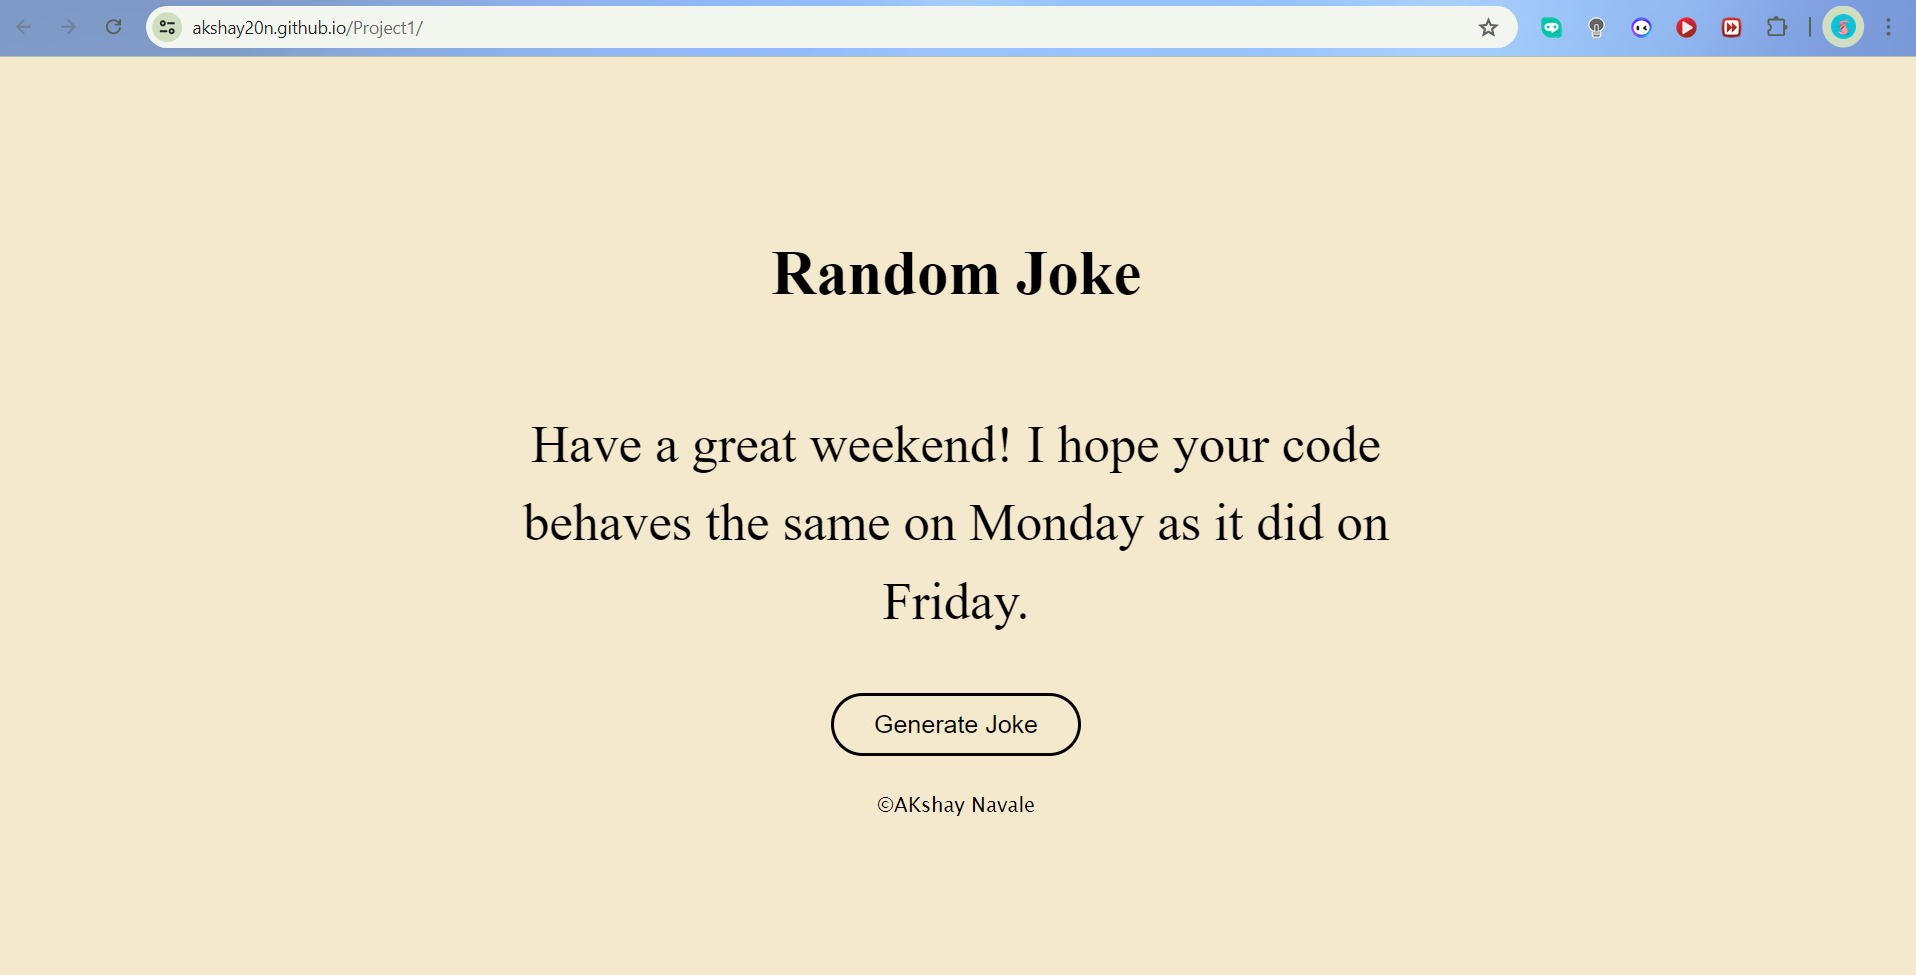 akshay20n.github.io/Project1/
Random Joke
Have a great weekend! I hope your code
behaves the same on Monday as it did on
Friday.
Generate Joke
©AKshay Navale